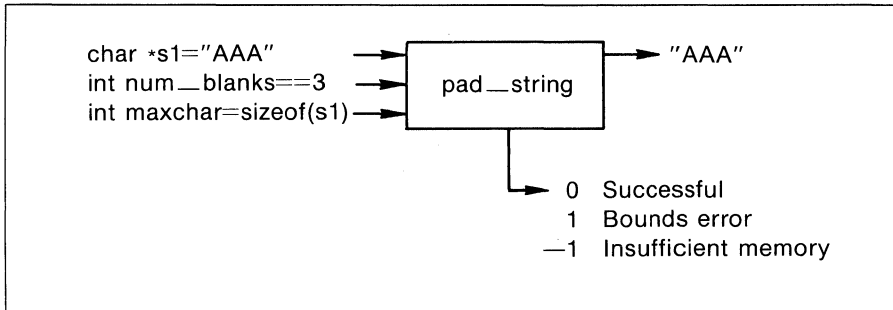 char *s1="AAA"
int num_blanks==3
int maxchar=sizeof(s1)
pad_string
"AAA"
0 Successful
1 Bounds error
−1 Insufficient memory